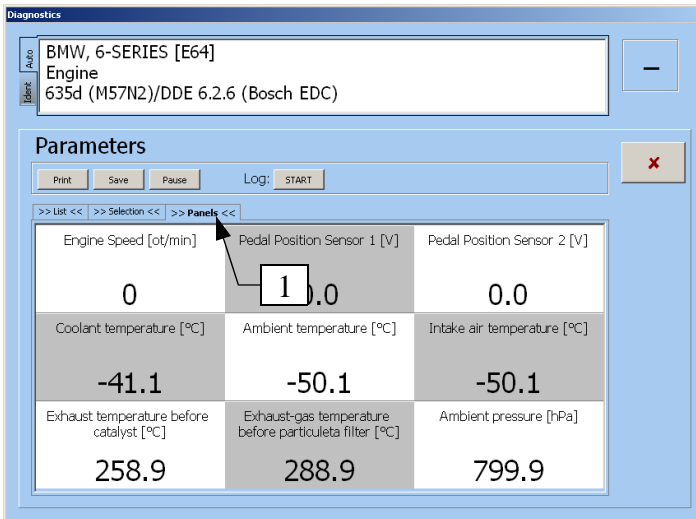 Diagnostics
Auto
Ident
BMW, 6-SERIES [E64]
Engine
635d (M57N2)/DDE 6.2.6 (Bosch EDC)
Parameters
Print Save Pause Log: START
>> List << >> Selection << >> Panels <<
Engine Speed [ot/min] Pedal Position Sensor 1 [V] Pedal Position Sensor 2 [V]
1
0 .0 0.0
Coolant temperature [°C] Ambient temperature [°C] Intake air temperature [°C]
-41.1 -50.1 -50.1
Exhaust temperature before Exhaust-gas temperature Ambient pressure [hPa]
catalyst [°C] before particuleta filter [°C]
258.9 288.9 799.9